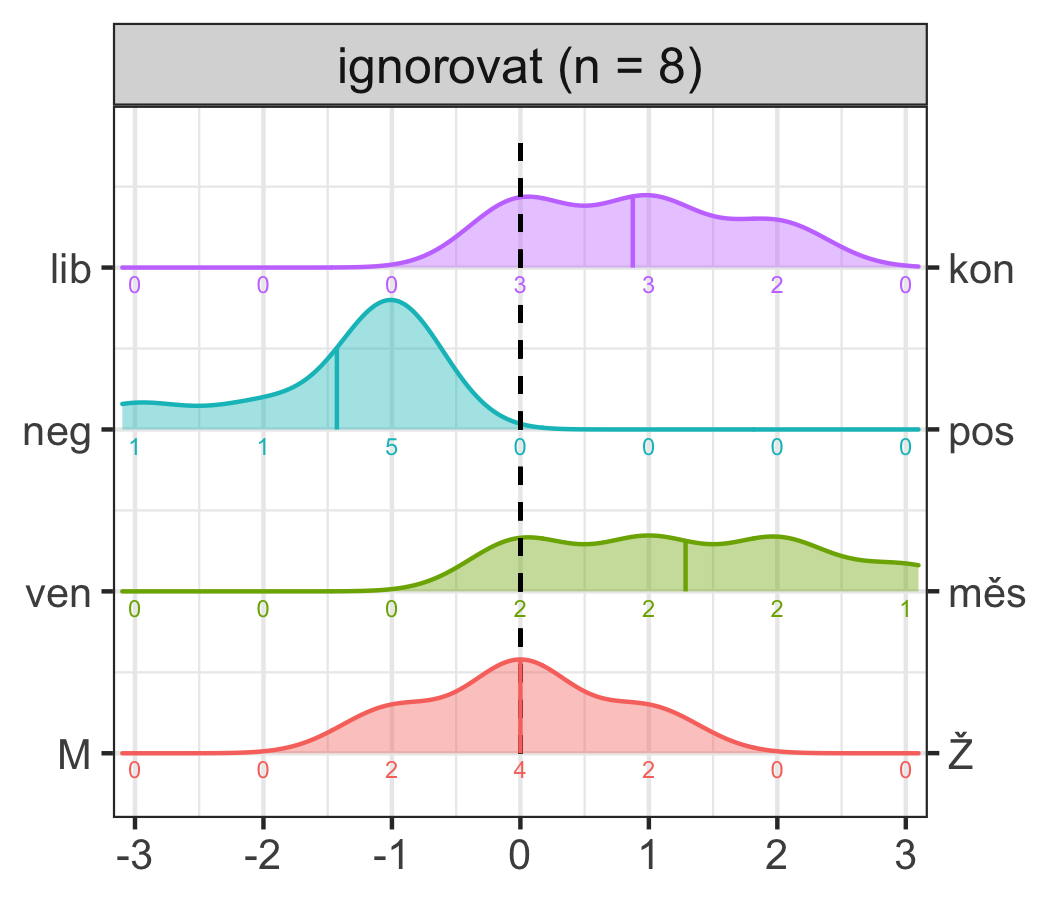 ignorovat (n = 8)
lib kon
0 0 0 3 3 2 0
neg pos
1 1 5 0 0 0 0
ven měs
0 0 0 2 2 2 1
M Ž
0 0 2 4 2 0 0
-3 -2 -1 0 1 2 3